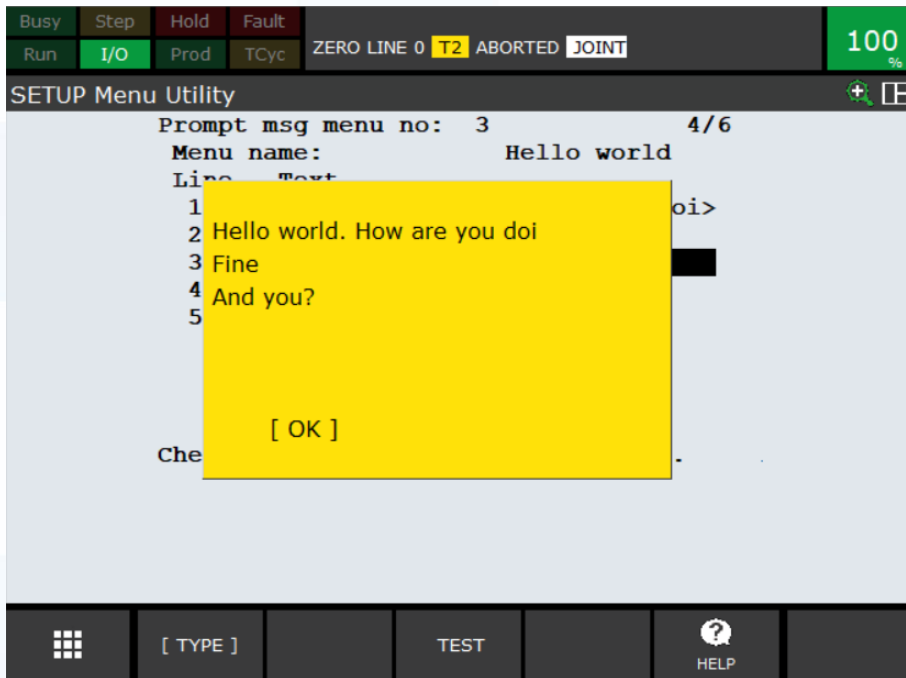 Busy Step Hold Fault
Run I/O Prod TCyc
ZERO LINE 0 T2 ABORTED JOINT
100
%
SETUP Menu Utility
Prompt msg menu no: 3 4/6
Menu name: Hello world
Line Text
1 oi>
2
3
4
5
Hello world. How are you doi
Fine
And you?
[ OK ]
Che .
[ TYPE ] TEST HELP